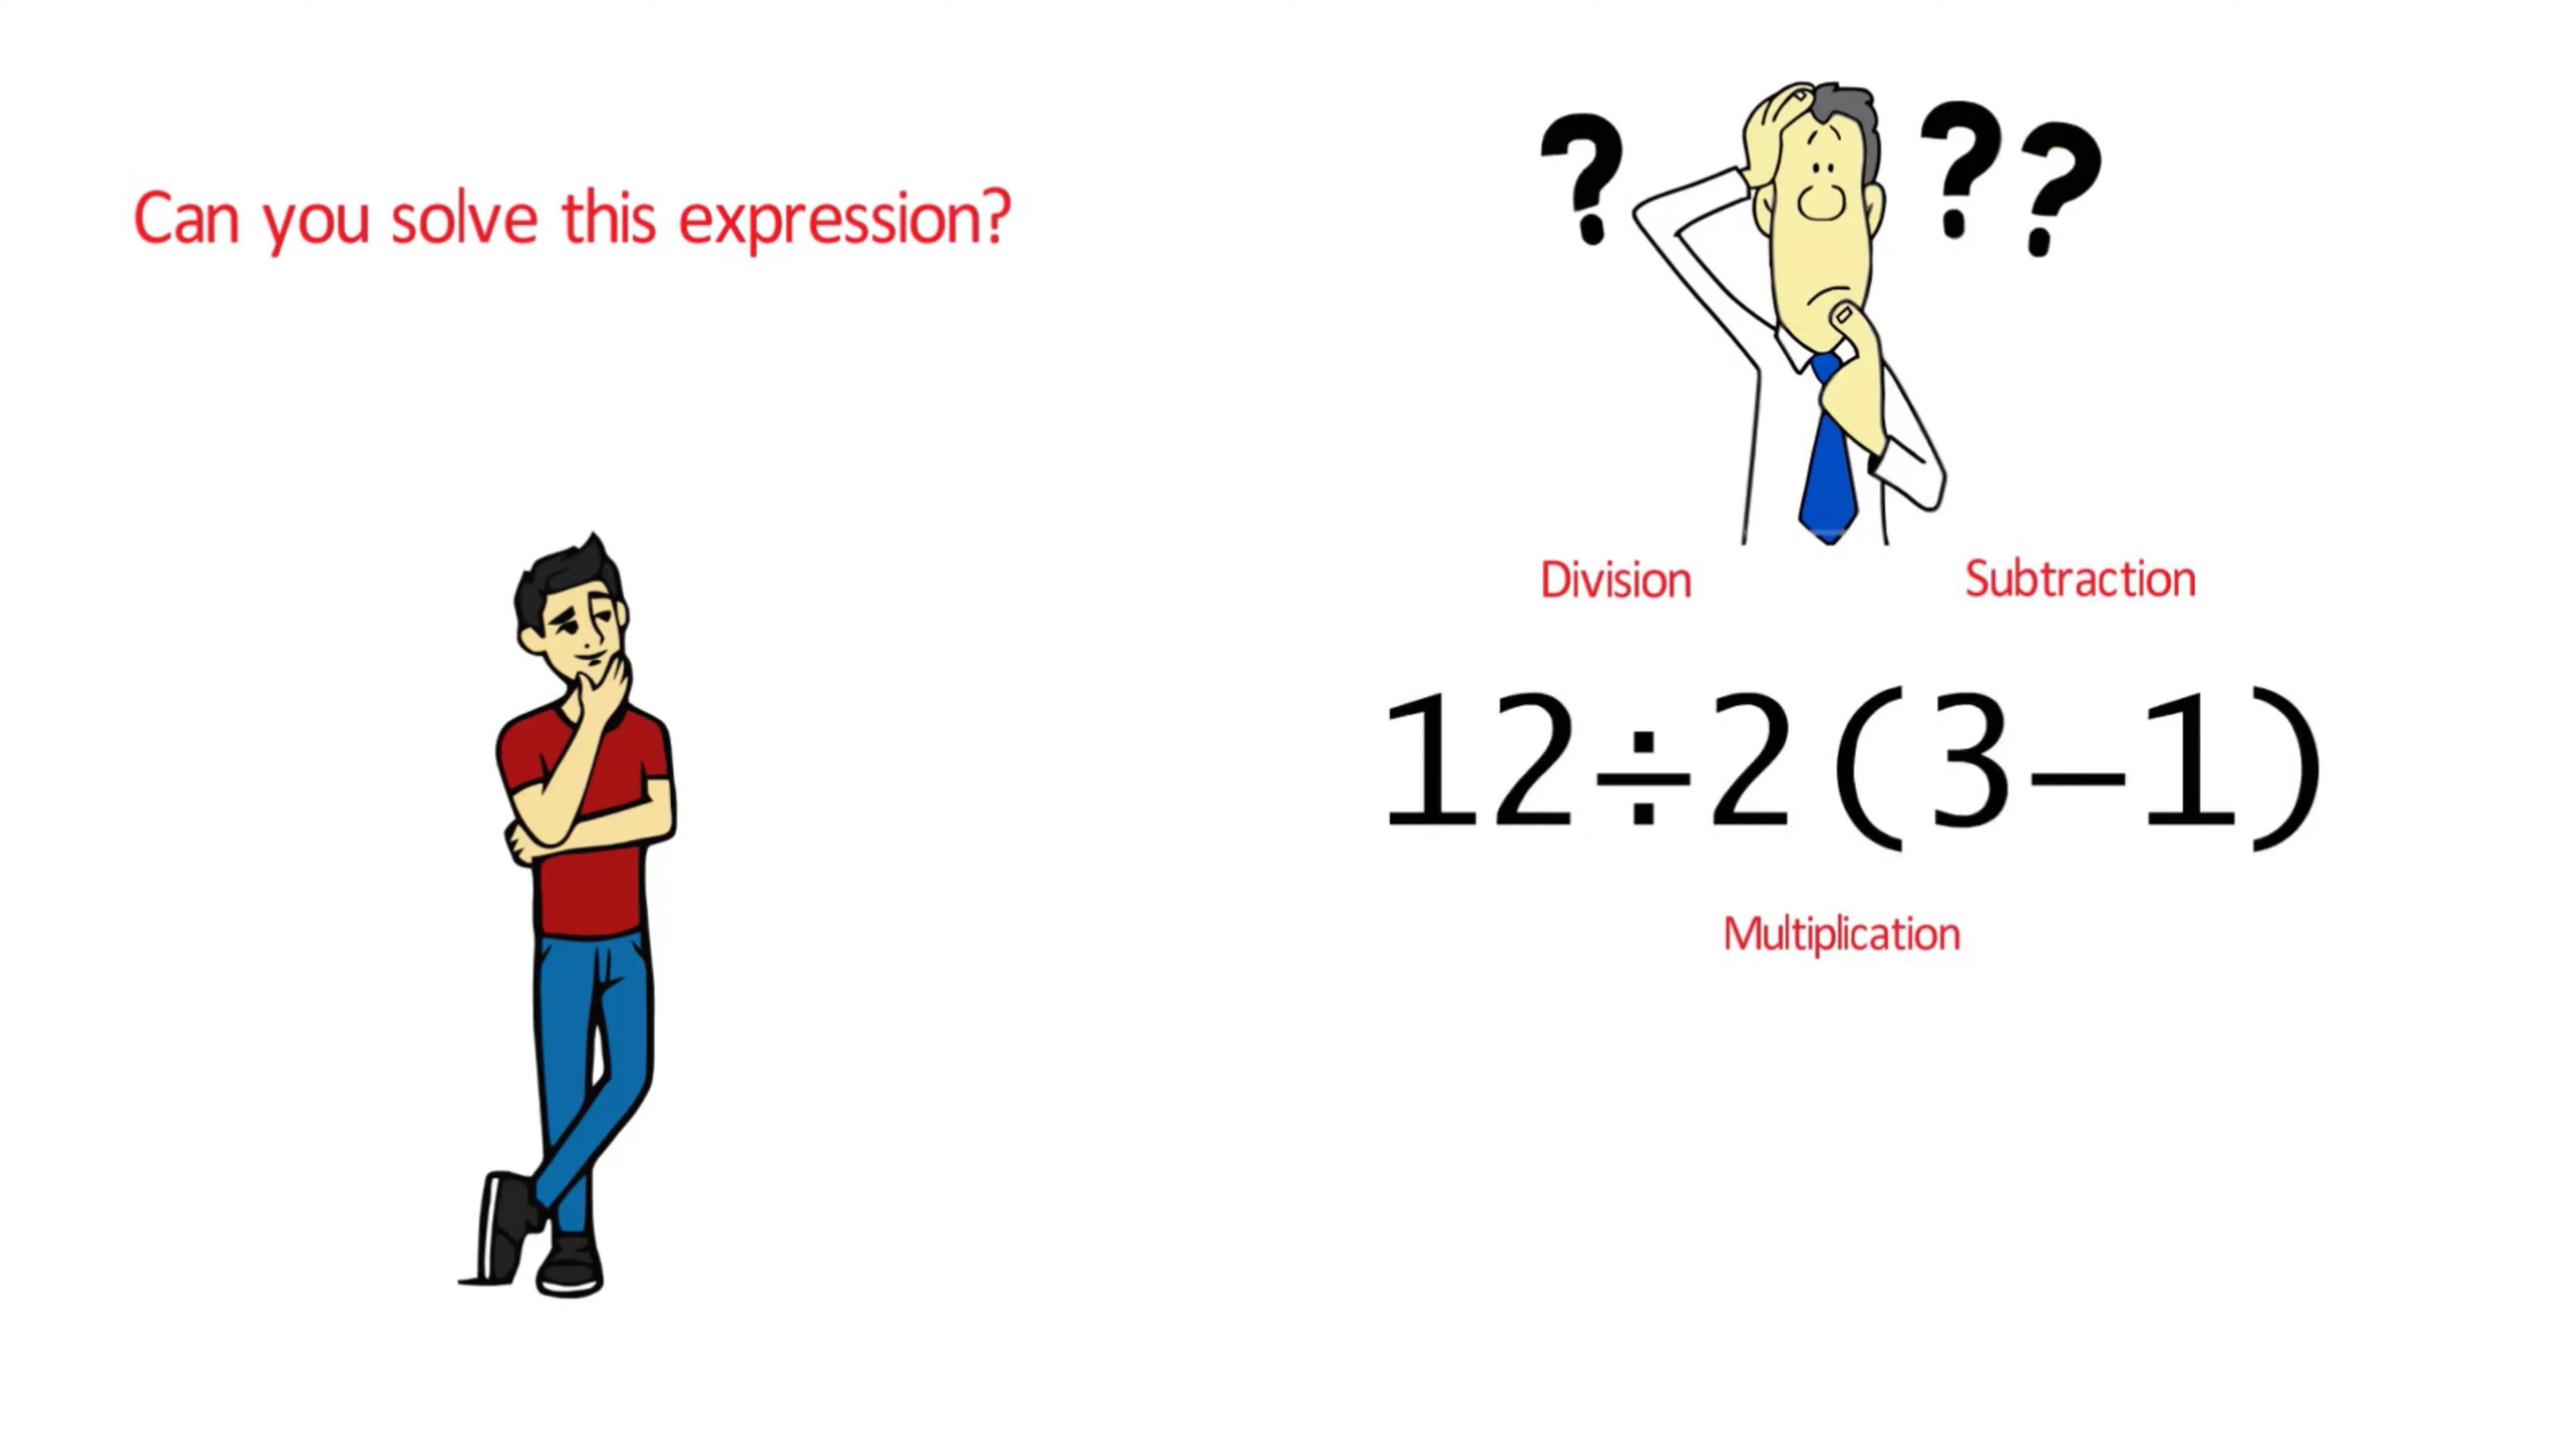 Can you solve this expression?
? ??
Division Subtraction
12÷2(3−1)
Multiplication